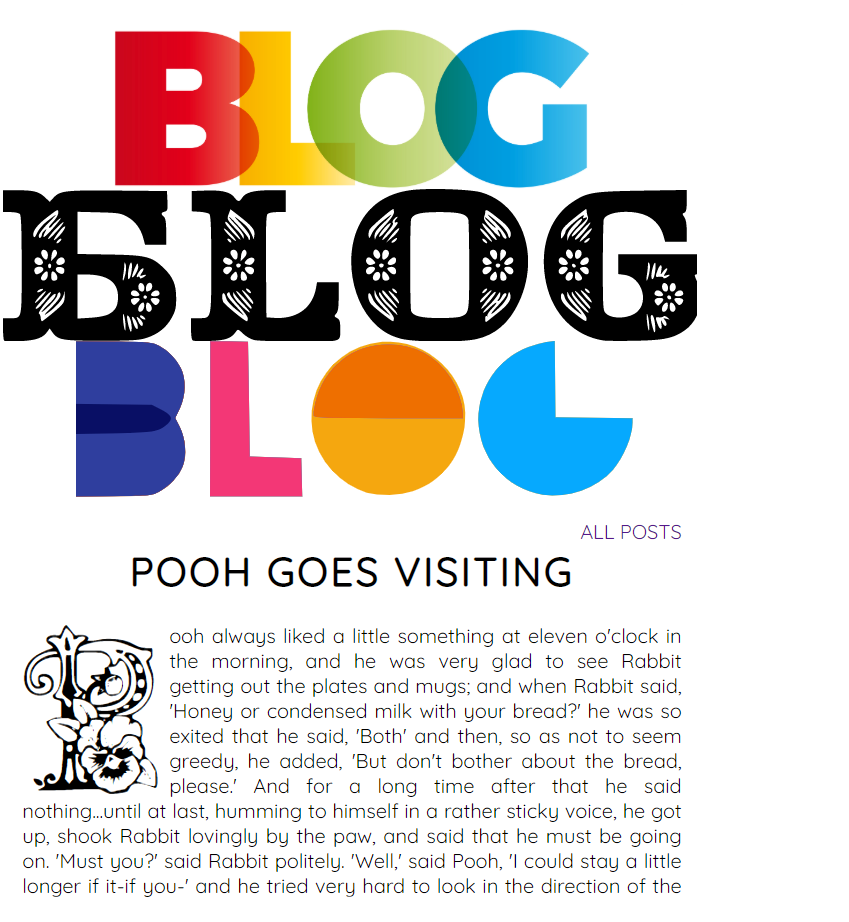 BLOG
BLOG
BLOG
ALL POSTS
POOH GOES VISITING
Pooh always liked a little something at eleven o'clock in
the morning, and he was very glad to see Rabbit
getting out the plates and mugs; and when Rabbit said,
'Honey or condensed milk with your bread?' he was so
exited that he said, 'Both' and then, so as not to seem
greedy, he added, 'But don't bother about the bread,
please.' And for a long time after that he said
nothing...until at last, humming to himself in a rather sticky voice, he got
up, shook Rabbit lovingly by the paw, and said that he must be going
on. 'Must you?' said Rabbit politely. 'Well,' said Pooh, 'I could stay a little
longer if it-if you-' and he tried very hard to look in the direction of the